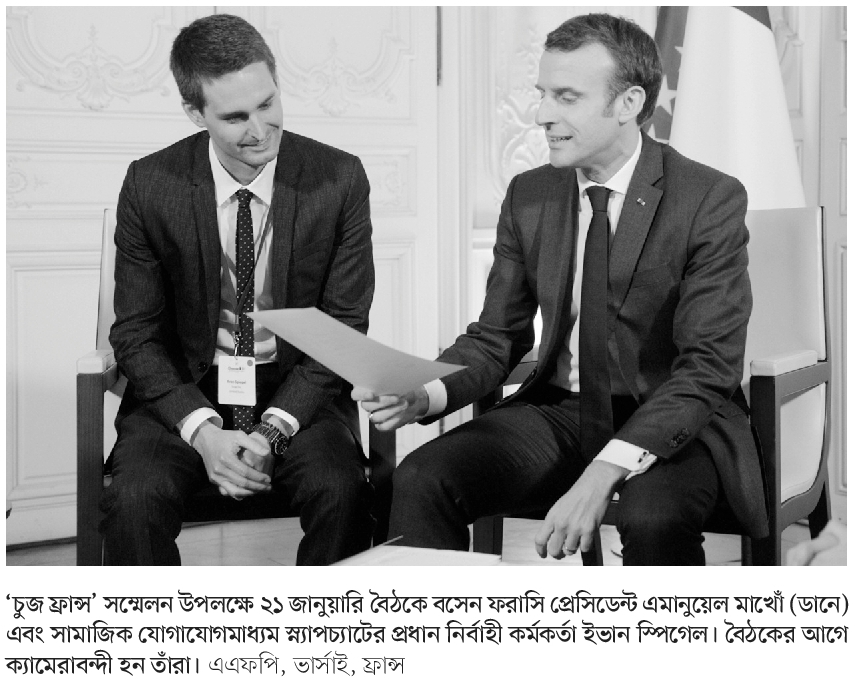 ‘চুজ ফ্রান্স’ সম্মেলন উপলক্ষে ২১ জানুয়ারি বৈঠকে বসেন ফরাসি প্রেসিডেন্ট এমানুয়েল মাখোঁ (ডানে)
এবং সামাজিক যোগাযোগমাধ্যম স্ন্যাপচ্যাটের প্রধান নির্বাহী কর্মকর্তা ইভান স্পিগেল। বৈঠকের আগে
ক্যামেরাবন্দী হন তাঁরা। এএফপি, ভার্সাই, ফ্রান্স